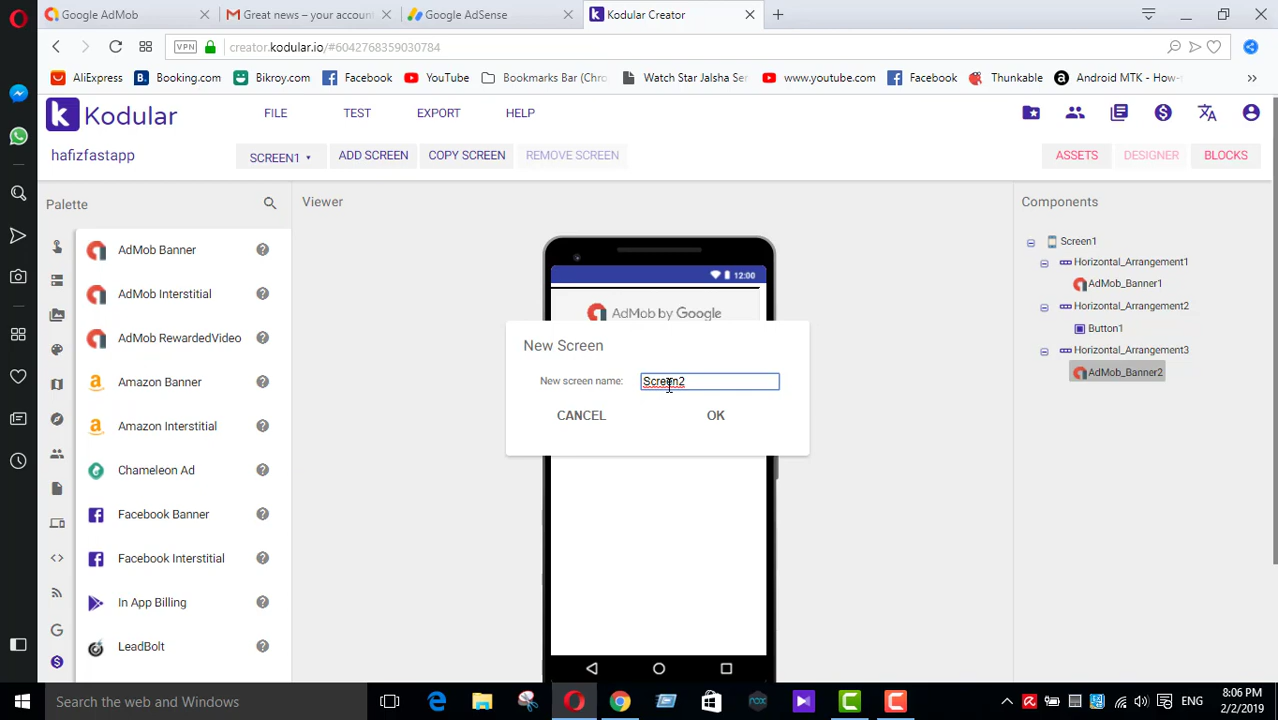 Google AdMob
Great news – your account
Google AdSense
Kodular Creator
VPN
creator.kodular.io/#6042768359030784
AliExpress
Booking.com
Bikroy.com
Facebook
YouTube
Bookmarks Bar (Chro
Watch Star Jalsha Ser
www.youtube.com
Facebook
Thunkable
Android MTK - How-
Kodular
FILE
TEST
EXPORT
HELP
hafizfastapp
SCREEN1
ADD SCREEN
COPY SCREEN
REMOVE SCREEN
ASSETS
DESIGNER
BLOCKS
Palette
Viewer
Components
AdMob Banner
AdMob Interstitial
AdMob RewardedVideo
Amazon Banner
Amazon Interstitial
Chameleon Ad
Facebook Banner
Facebook Interstitial
In App Billing
LeadBolt
12:00
AdMob by Google
New Screen
New screen name:
Screen2
CANCEL
OK
Screen1
Horizontal_Arrangement1
AdMob_Banner1
Horizontal_Arrangement2
Button1
Horizontal_Arrangement3
AdMob_Banner2
Search the web and Windows
ENG
8:06 PM
2/2/2019